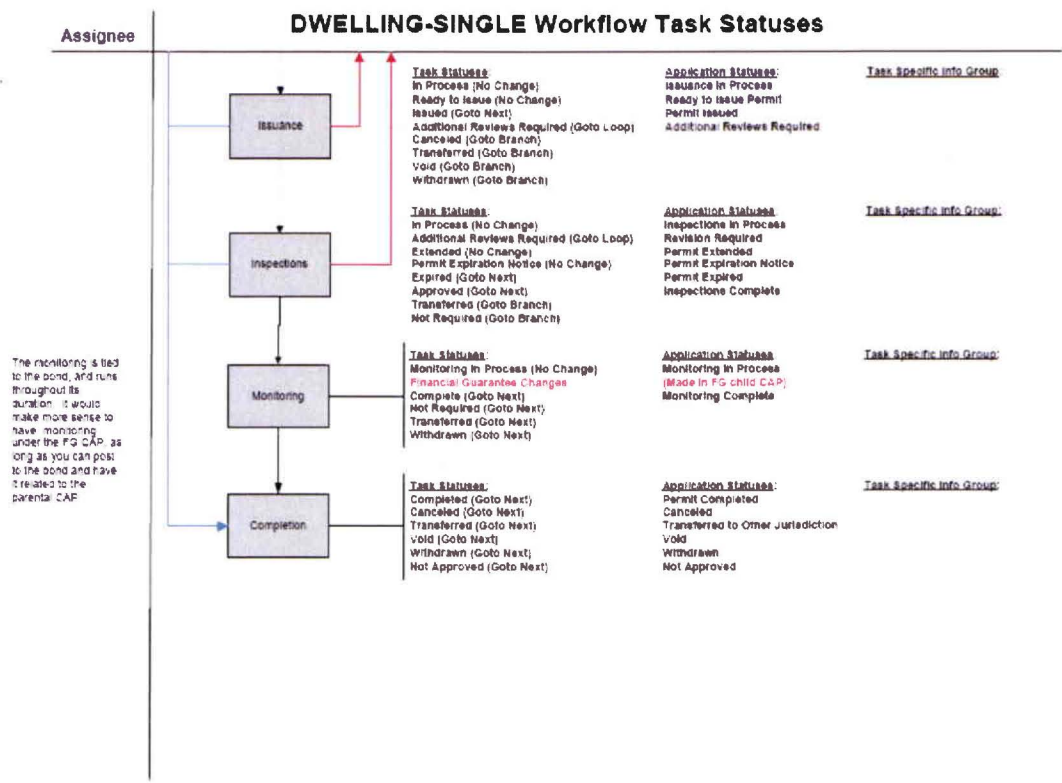 DWELLING-SINGLE Workflow Task Statuses
Assignee
Issuance
Task Statuses:
In Process (No Change)
Ready to Issue (No Change)
Issued (Goto Next)
Additional Reviews Required (Goto Loop)
Canceled (Goto Branch)
Transferred (Goto Branch)
Void (Goto Branch)
Withdrawn (Goto Branch)
Application Statuses:
Issuance in Process
Ready to Issue Permit
Permit Issued
Additional Reviews Required
Task Specific Info Group:
Inspections
Task Statuses:
In Process (No Change)
Additional Reviews Required (Goto Loop)
Extended (No Change)
Permit Expiration Notice (No Change)
Expired (Goto Next)
Approved (Goto Next)
Transferred (Goto Branch)
Not Required (Goto Branch)
Application Statuses:
Inspections in Process
Revision Required
Permit Extended
Permit Expiration Notice
Permit Expired
Inspections Complete
Task Specific Info Group:
The monitoring is tied
to the bond, and runs
throughout its
duration. It would
make more sense to
have monitoring
under the FG CAP, as
long as you can post
to the bond and have
it related to the
parental CAP
Monitoring
Task Statuses:
Monitoring In Process (No Change)
Financial Guarantee Changes
Complete (Goto Next)
Not Required (Goto Next)
Transferred (Goto Next)
Withdrawn (Goto Next)
Application Statuses
Monitoring in Process
(Made in FG child CAP)
Monitoring Complete
Task Specific Info Group:
Completion
Task Statuses:
Completed (Goto Next)
Canceled (Goto Next)
Transferred (Goto Next)
Void (Goto Next)
Withdrawn (Goto Next)
Not Approved (Goto Next)
Application Statuses:
Permit Completed
Canceled
Transferred to Other Jurisdiction
Void
Withdrawn
Not Approved
Task Specific Info Group: